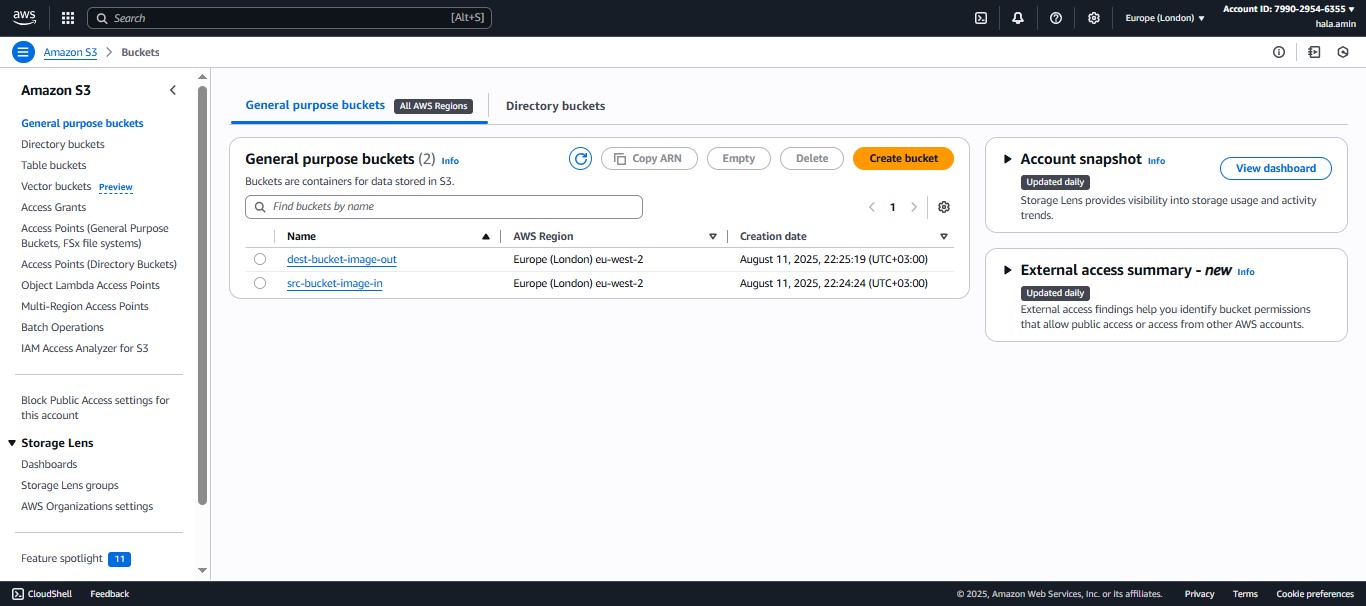 aws
Search [Alt+S]
Europe (London) ▼
Account ID: 7990-2954-6355 ▼
hala.amin
Amazon S3 > Buckets
Amazon S3
General purpose buckets
Directory buckets
Table buckets
Vector buckets Preview
Access Grants
Access Points (General Purpose
Buckets, FSx file systems)
Access Points (Directory Buckets)
Object Lambda Access Points
Multi-Region Access Points
Batch Operations
IAM Access Analyzer for S3
Block Public Access settings for
this account
Storage Lens
Dashboards
Storage Lens groups
AWS Organizations settings
Feature spotlight 11
General purpose buckets All AWS Regions
Directory buckets
General purpose buckets (2) Info
Copy ARN
Empty
Delete
Create bucket
Buckets are containers for data stored in S3.
Find buckets by name
1
Name AWS Region Creation date
dest-bucket-image-out Europe (London) eu-west-2 August 11, 2025, 22:25:19 (UTC+03:00)
src-bucket-image-in Europe (London) eu-west-2 August 11, 2025, 22:24:24 (UTC+03:00)
Account snapshot Info
View dashboard
Updated daily
Storage Lens provides visibility into storage usage and activity
trends.
External access summary - new Info
Updated daily
External access findings help you identify bucket permissions
that allow public access or access from other AWS accounts.
CloudShell Feedback
© 2025, Amazon Web Services, Inc. or its affiliates. Privacy Terms Cookie preferences